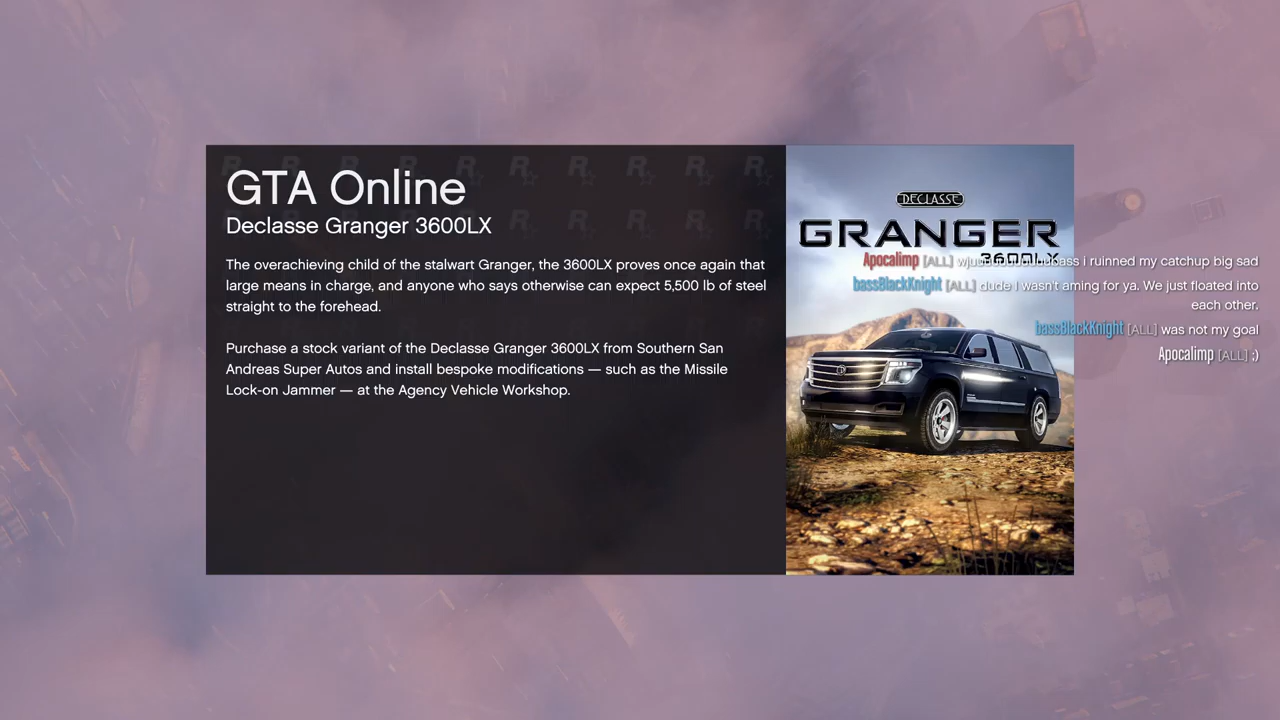 GTA Online
Declasse Granger 3600LX
The overachieving child of the stalwart Granger, the 3600LX proves once again that
large means in charge, and anyone who says otherwise can expect 5,500 lb of steel
straight to the forehead.
Purchase a stock variant of the Declasse Granger 3600LX from Southern San
Andreas Super Autos and install bespoke modifications — such as the Missile
Lock-on Jammer — at the Agency Vehicle Workshop.
DECLASSE
GRANGER
3600LX
Apocalimp [ALL] i ruinned my catchup big sad
bassBlackKnight [ALL] dude I wasn't aming for ya. We just floated into
each other.
bassBlackKnight [ALL] was not my goal
Apocalimp [ALL] ;)